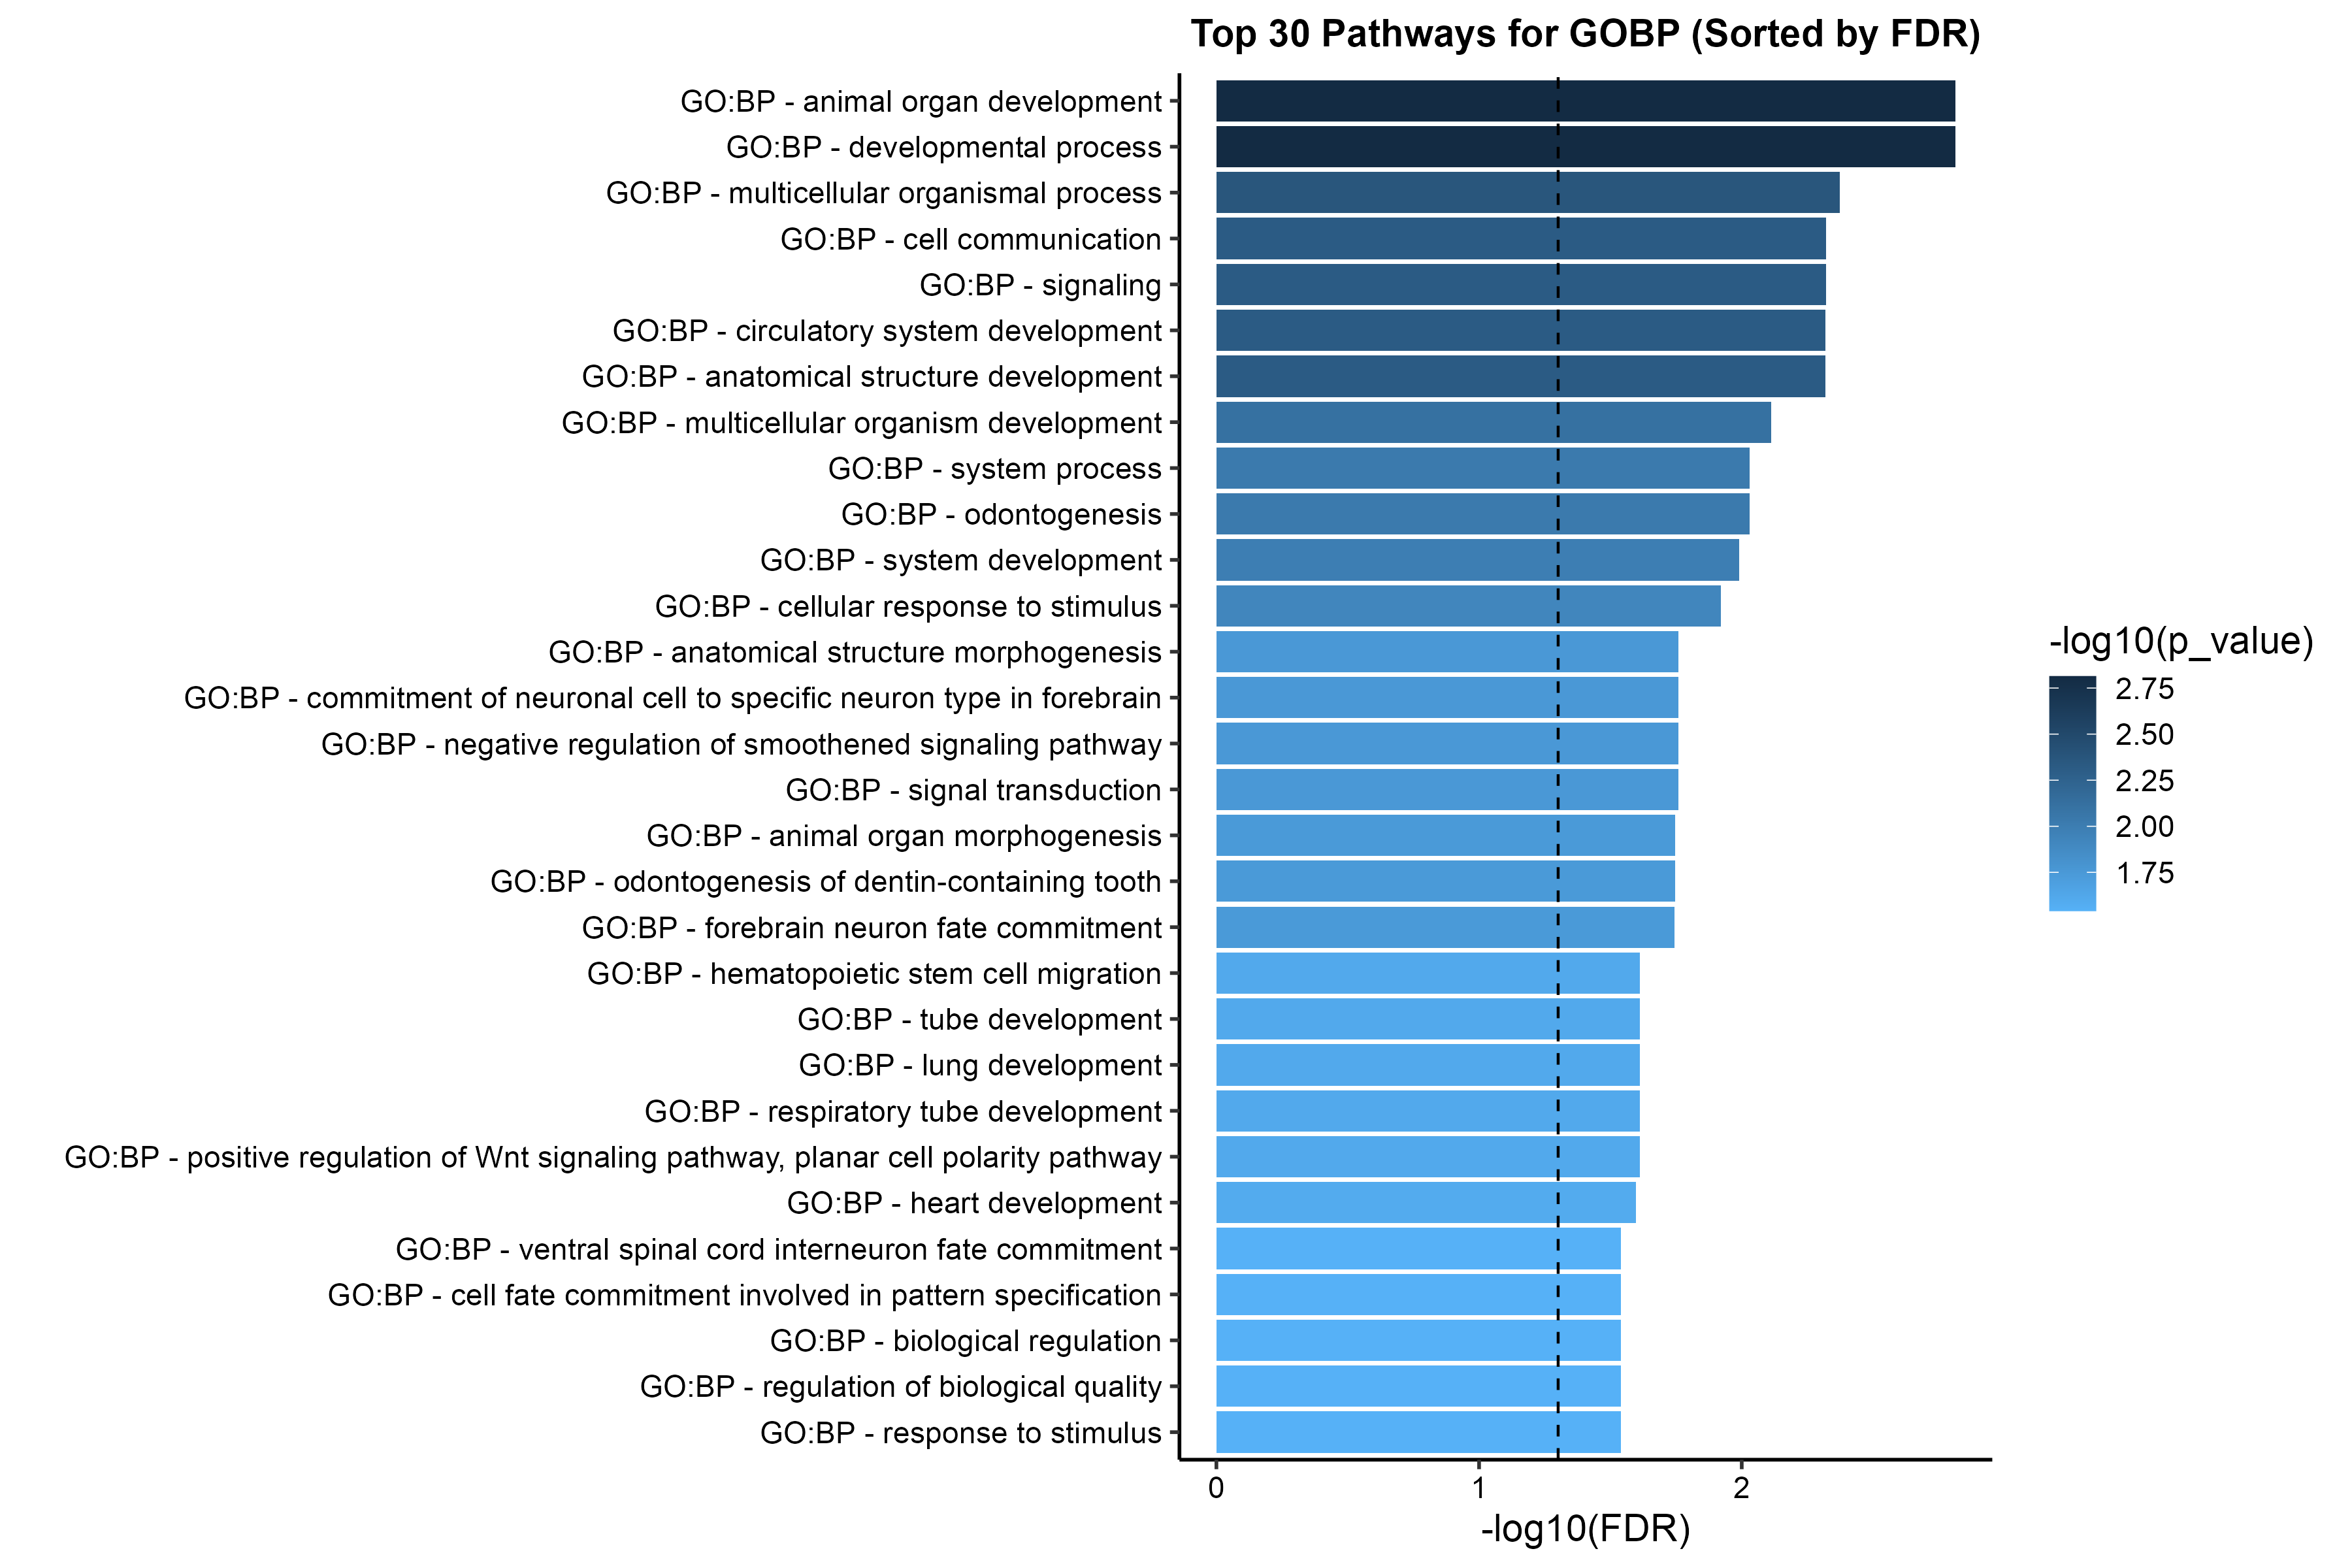 Top 30 Pathways for GOBP (Sorted by FDR)
GO:BP - animal organ development
GO:BP - developmental process
GO:BP - multicellular organismal process
GO:BP - cell communication
GO:BP - signaling
GO:BP - circulatory system development
GO:BP - anatomical structure development
GO:BP - multicellular organism development
GO:BP - system process
GO:BP - odontogenesis
GO:BP - system development
GO:BP - cellular response to stimulus
GO:BP - anatomical structure morphogenesis
GO:BP - commitment of neuronal cell to specific neuron type in forebrain
GO:BP - negative regulation of smoothened signaling pathway
GO:BP - signal transduction
GO:BP - animal organ morphogenesis
GO:BP - odontogenesis of dentin-containing tooth
GO:BP - forebrain neuron fate commitment
GO:BP - hematopoietic stem cell migration
GO:BP - tube development
GO:BP - lung development
GO:BP - respiratory tube development
GO:BP - positive regulation of Wnt signaling pathway, planar cell polarity pathway
GO:BP - heart development
GO:BP - ventral spinal cord interneuron fate commitment
GO:BP - cell fate commitment involved in pattern specification
GO:BP - biological regulation
GO:BP - regulation of biological quality
GO:BP - response to stimulus
0 1 2
-log10(FDR)
-log10(p_value)
2.75
2.50
2.25
2.00
1.75